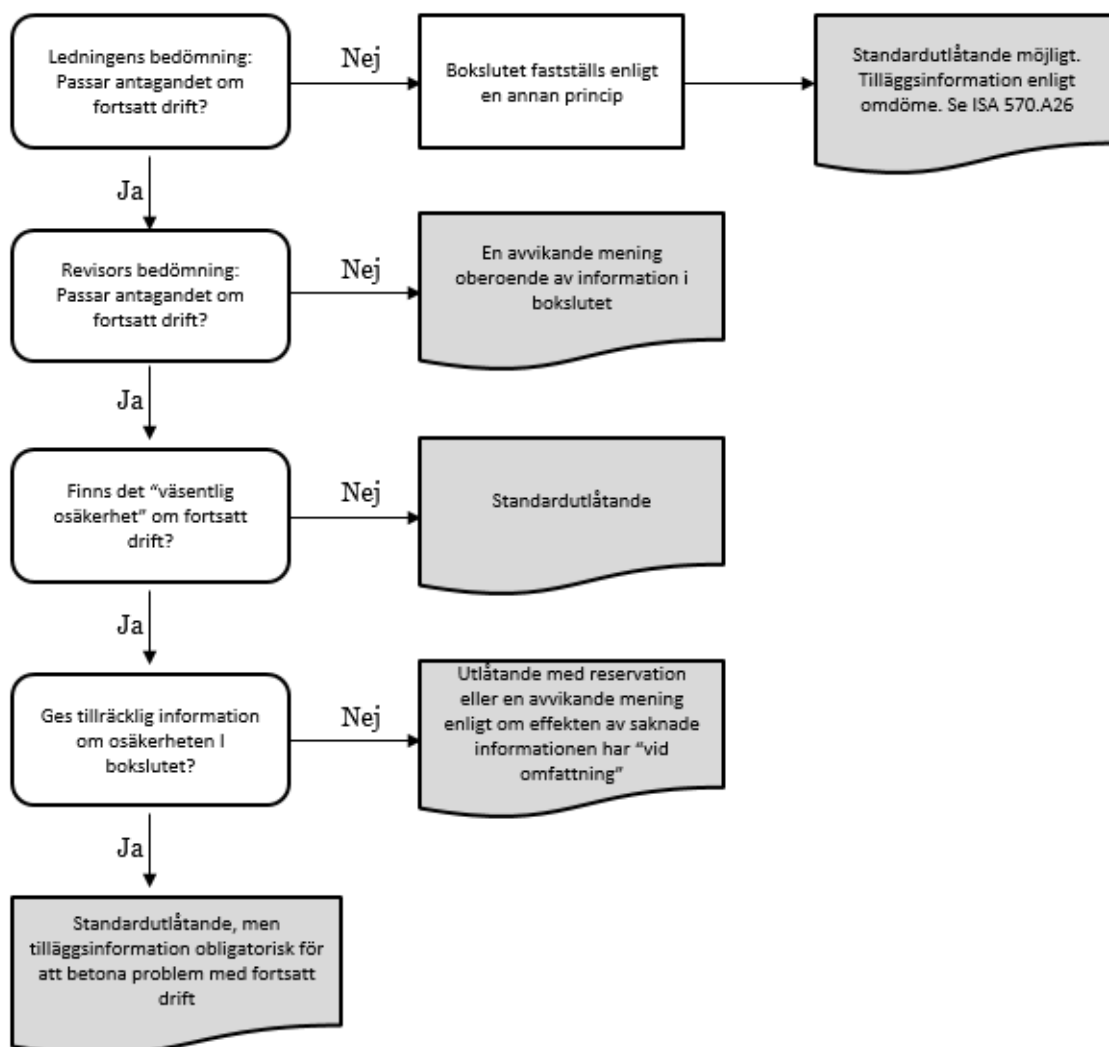 Ledningens bedömning:
Passar antagandet om
fortsatt drift?
Nej
Bokslutet fastställs enligt
en annan princip
Standardutlåtande möjligt.
Tilläggsinformation enligt
omdöme. Se ISA 570.A26
Ja
Revisors bedömning:
Passar antagandet om
fortsatt drift?
Nej
En avvikande mening
oberoende av information i
bokslutet
Ja
Finns det “väsentlig
osäkerhet” om fortsatt
drift?
Nej
Standardutlåtande
Ja
Ges tillräcklig information
om osäkerheten I
bokslutet?
Nej
Utlåtande med reservation
eller en avvikande mening
enligt om effekten av saknade
informationen har “vid
omfattning”
Ja
Standardutlåtande, men
tilläggsinformation obligatorisk för
att betona problem med fortsatt
drift